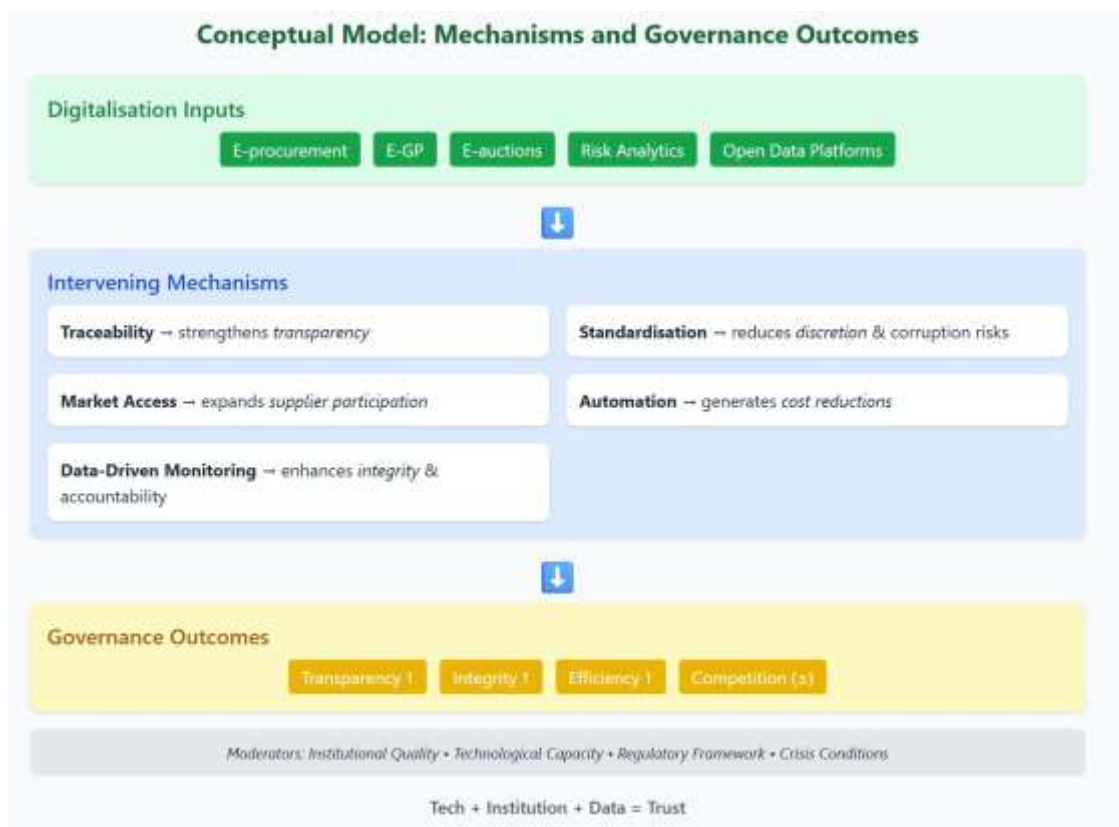 Conceptual Model: Mechanisms and Governance Outcomes
Digitalisation Inputs
E-procurement E-GP E-auctions Risk Analytics Open Data Platforms
⬇
Intervening Mechanisms
Traceability → strengthens transparency
Standardisation → reduces discretion & corruption risks
Market Access → expands supplier participation
Automation → generates cost reductions
Data-Driven Monitoring → enhances integrity &
accountability
⬇
Governance Outcomes
Transparency ↑ Integrity ↑ Efficiency ↑ Competition (±)
Moderators: Institutional Quality • Technological Capacity • Regulatory Framework • Crisis Conditions
Tech + Institution + Data = Trust